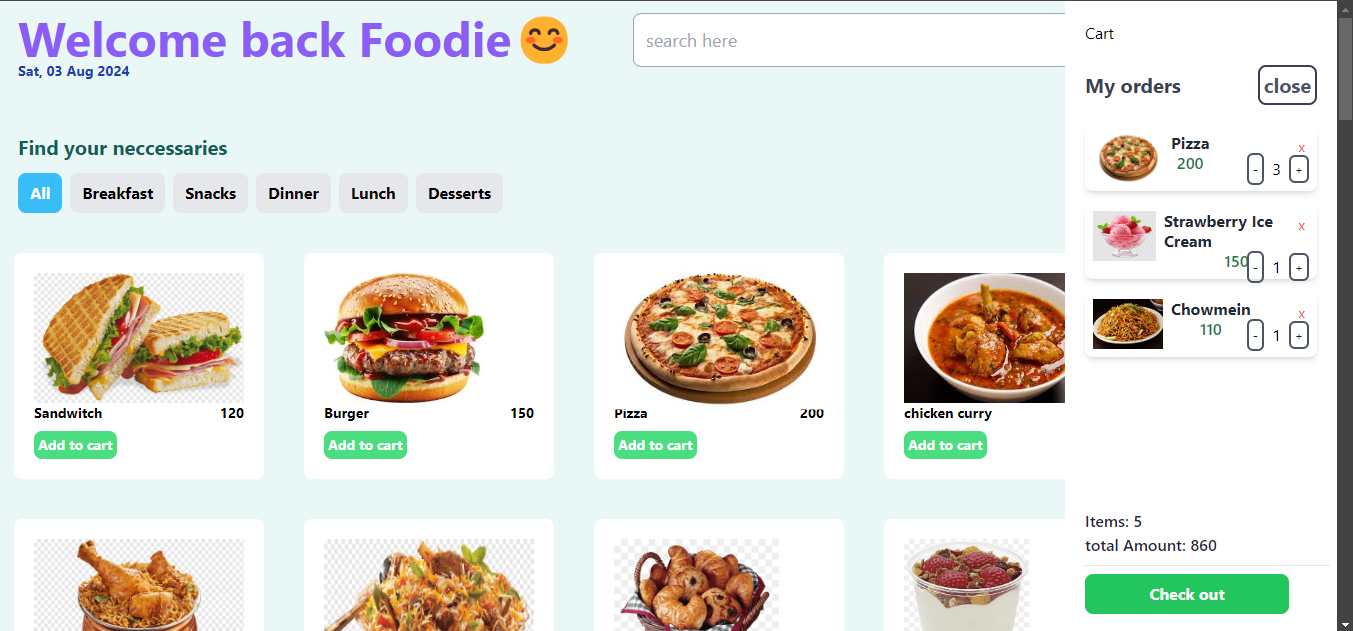 Welcome back Foodie 😊
Sat, 03 Aug 2024
search here
Find your neccessaries
All Breakfast Snacks Dinner Lunch Desserts
Sandwitch 120
Add to cart
Burger 150
Add to cart
Pizza 200
Add to cart
chicken curry
Add to cart
Cart
My orders close
Pizza x
200 - 3 +
Strawberry Ice x
Cream
150 - 1 +
Chowmein x
110 - 1 +
Items: 5
total Amount: 860
Check out